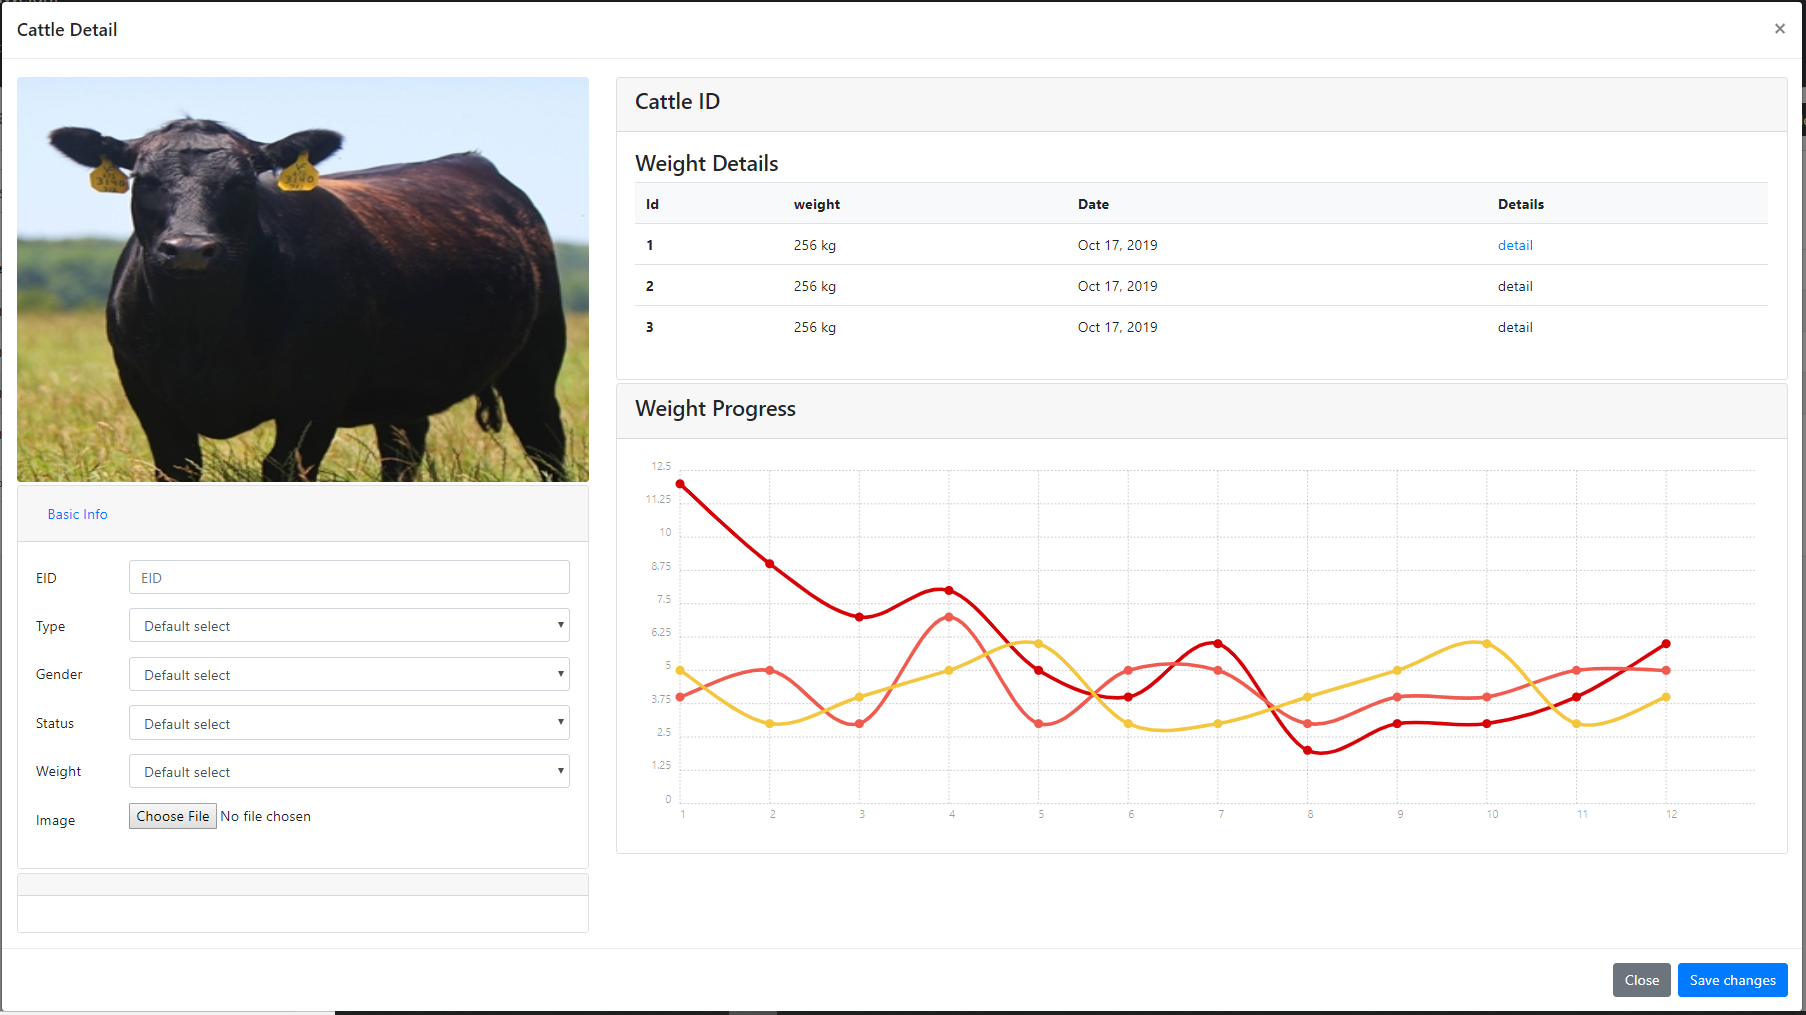 Cattle Detail
×
3140
3140
Basic Info
EID EID
Type Default select
Gender Default select
Status Default select
Weight Default select
Image Choose File No file chosen
Cattle ID
Weight Details
Id weight Date Details
1 256 kg Oct 17, 2019 detail
2 256 kg Oct 17, 2019 detail
3 256 kg Oct 17, 2019 detail
Weight Progress
12.5
11.25
10
8.75
7.5
6.25
5
3.75
2.5
1.25
0
1 2 3 4 5 6 7 8 9 10 11 12
Close Save changes